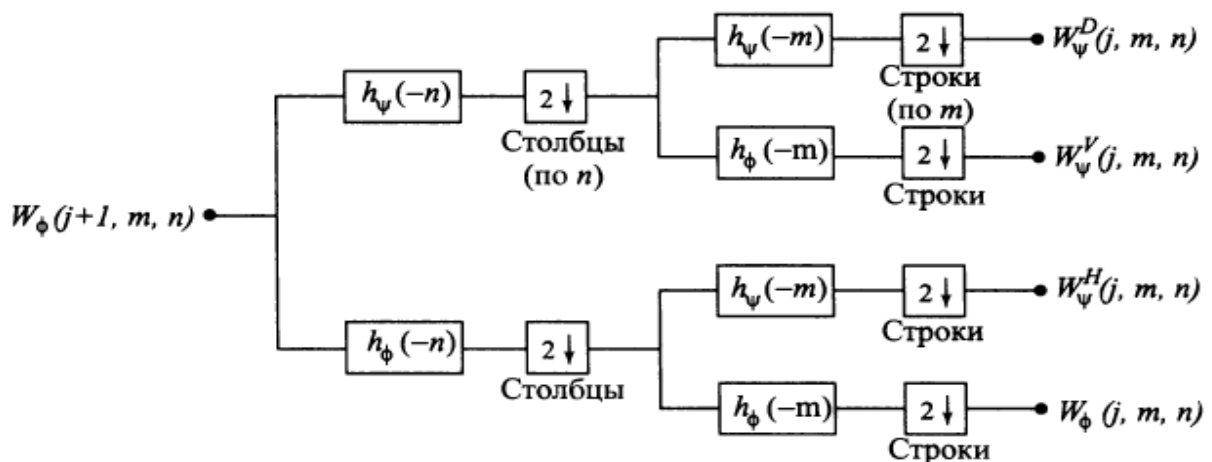 h_ψ(−m)
2↓
W_ψ^D(j, m, n)
Строки
(по m)
h_ψ(−n)
2↓
Столбцы
(по n)
h_ϕ(−m)
2↓
W_ψ^V(j, m, n)
Строки
W_ϕ(j+1, m, n)
h_ψ(−m)
2↓
W_ψ^H(j, m, n)
Строки
h_ϕ(−n)
2↓
Столбцы
h_ϕ(−m)
2↓
W_ϕ(j, m, n)
Строки